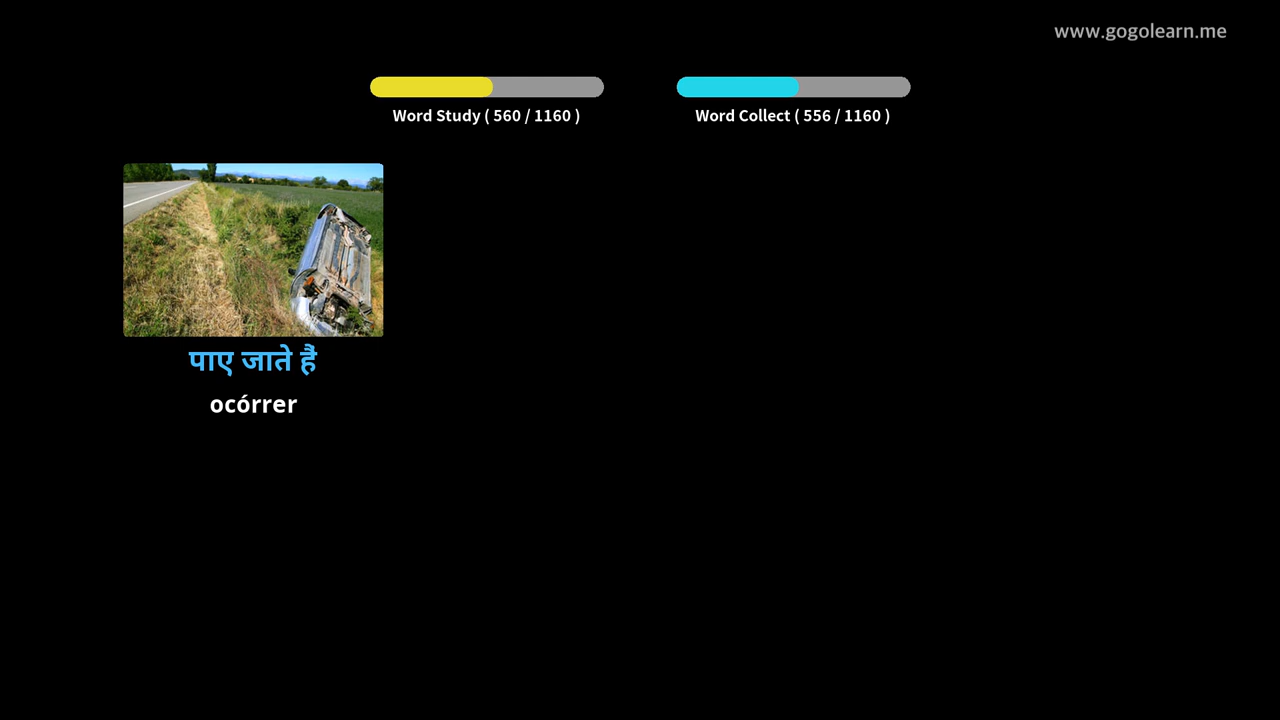 www.gogolearn.me
Word Study ( 560 / 1160 )
Word Collect ( 556 / 1160 )
पाए जाते हैं
ocórrer